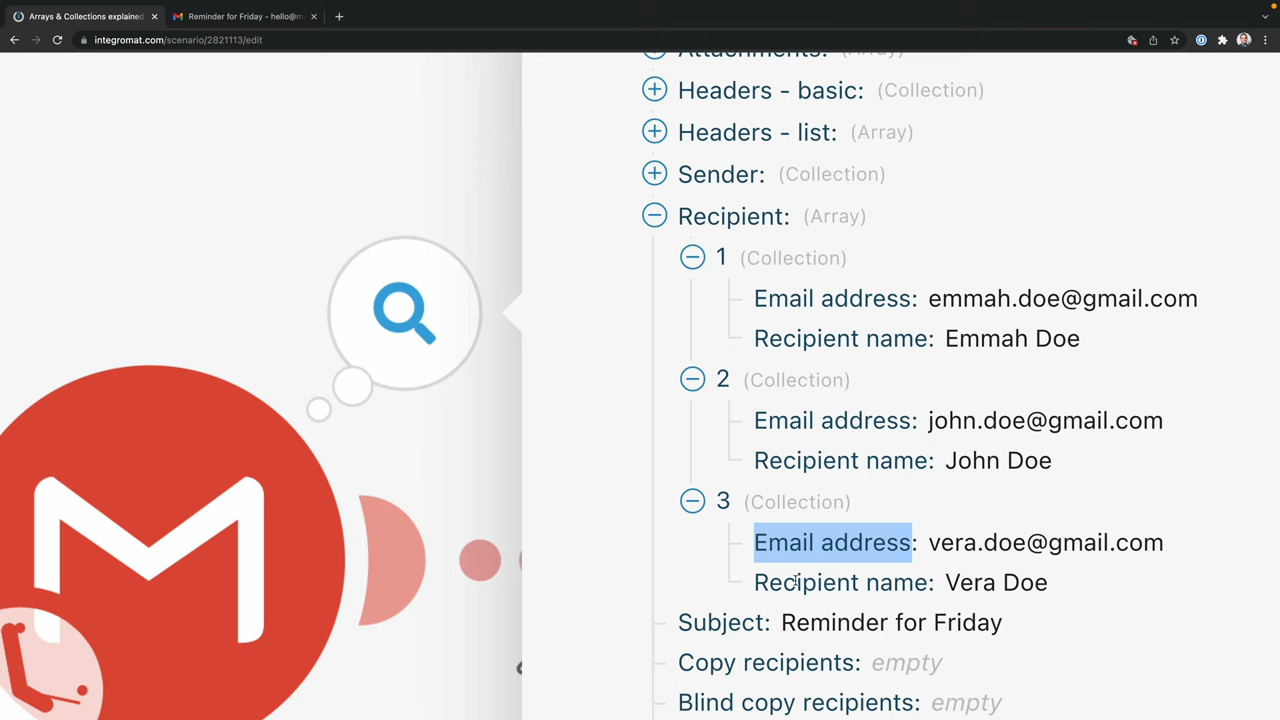 Arrays & Collections explained
Reminder for Friday - hello@m
integromat.com/scenario/2821113/edit
Attachments: (Array)
Headers - basic: (Collection)
Headers - list: (Array)
Sender: (Collection)
Recipient: (Array)
1 (Collection)
Email address: emmah.doe@gmail.com
Recipient name: Emmah Doe
2 (Collection)
Email address: john.doe@gmail.com
Recipient name: John Doe
3 (Collection)
Email address: vera.doe@gmail.com
Recipient name: Vera Doe
Subject: Reminder for Friday
Copy recipients: empty
Blind copy recipients: empty